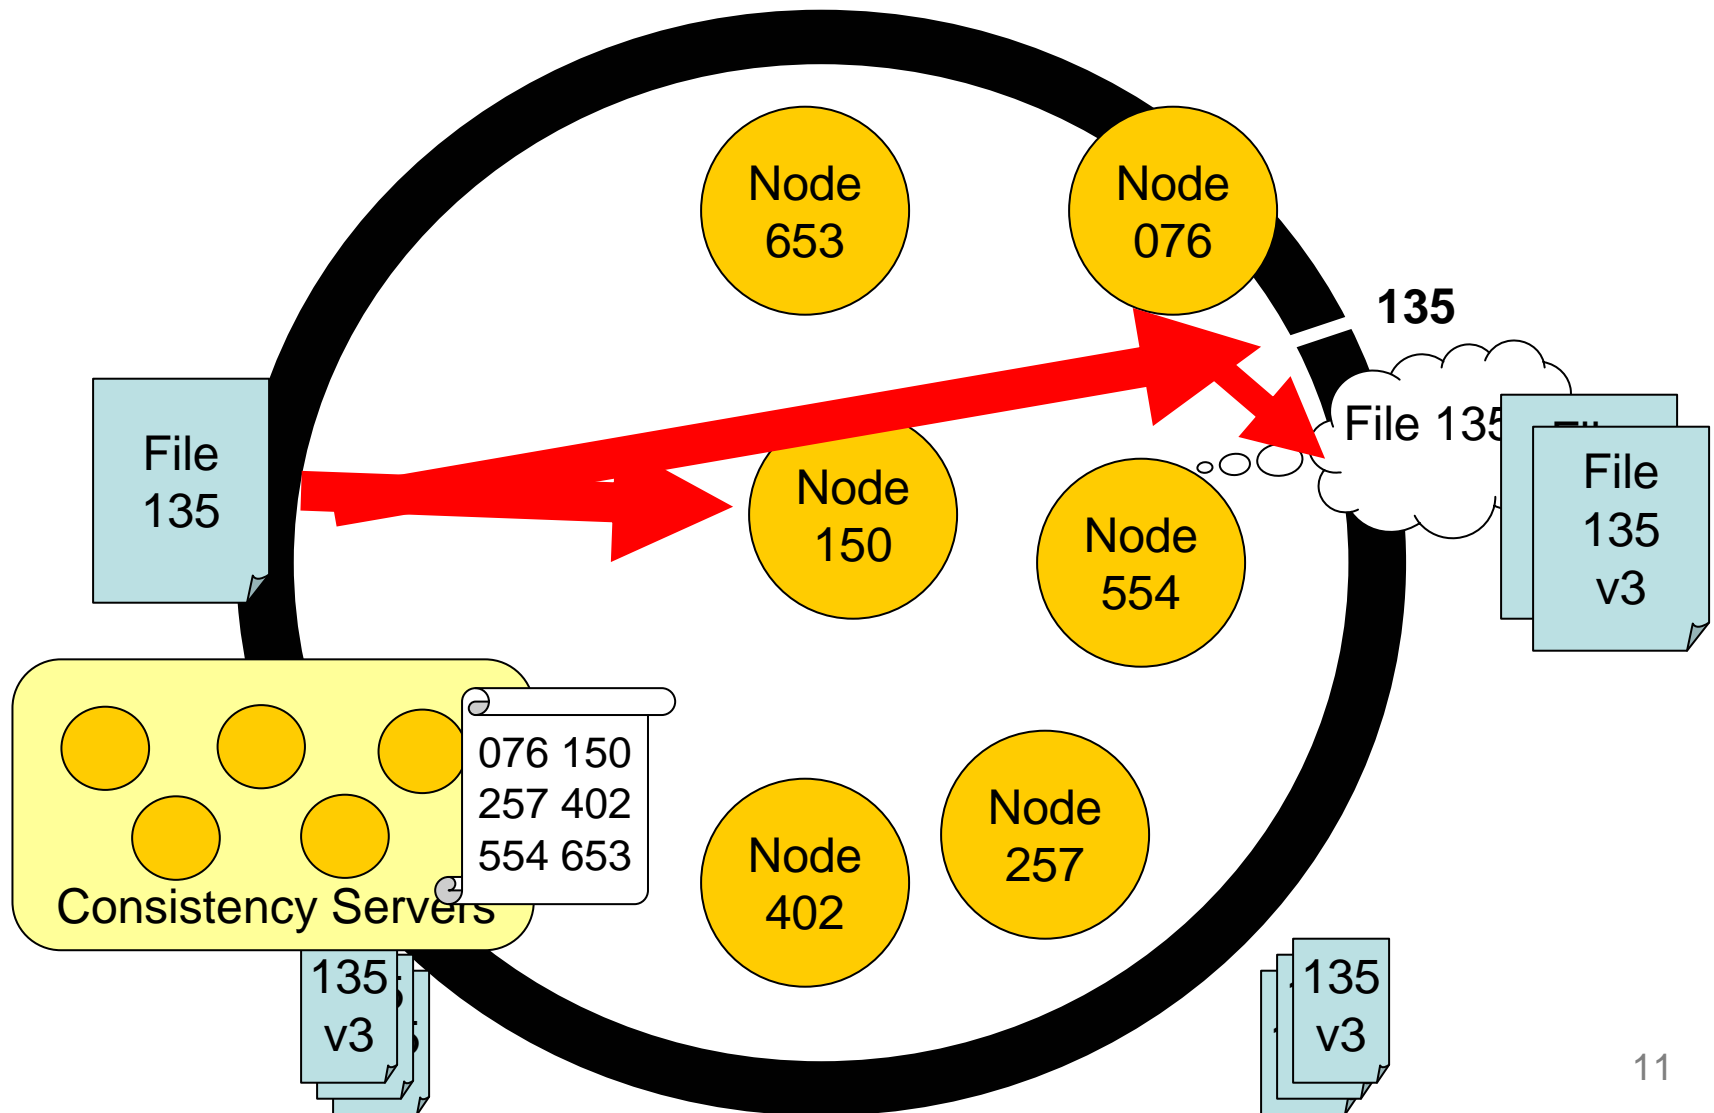 Node
653
Node
076
135
File
135
File 135
File
135
v3
Node
150
Node
554
076 150
257 402
554 653
Consistency Servers
Node
402
Node
257
135
v3
135
v3
11